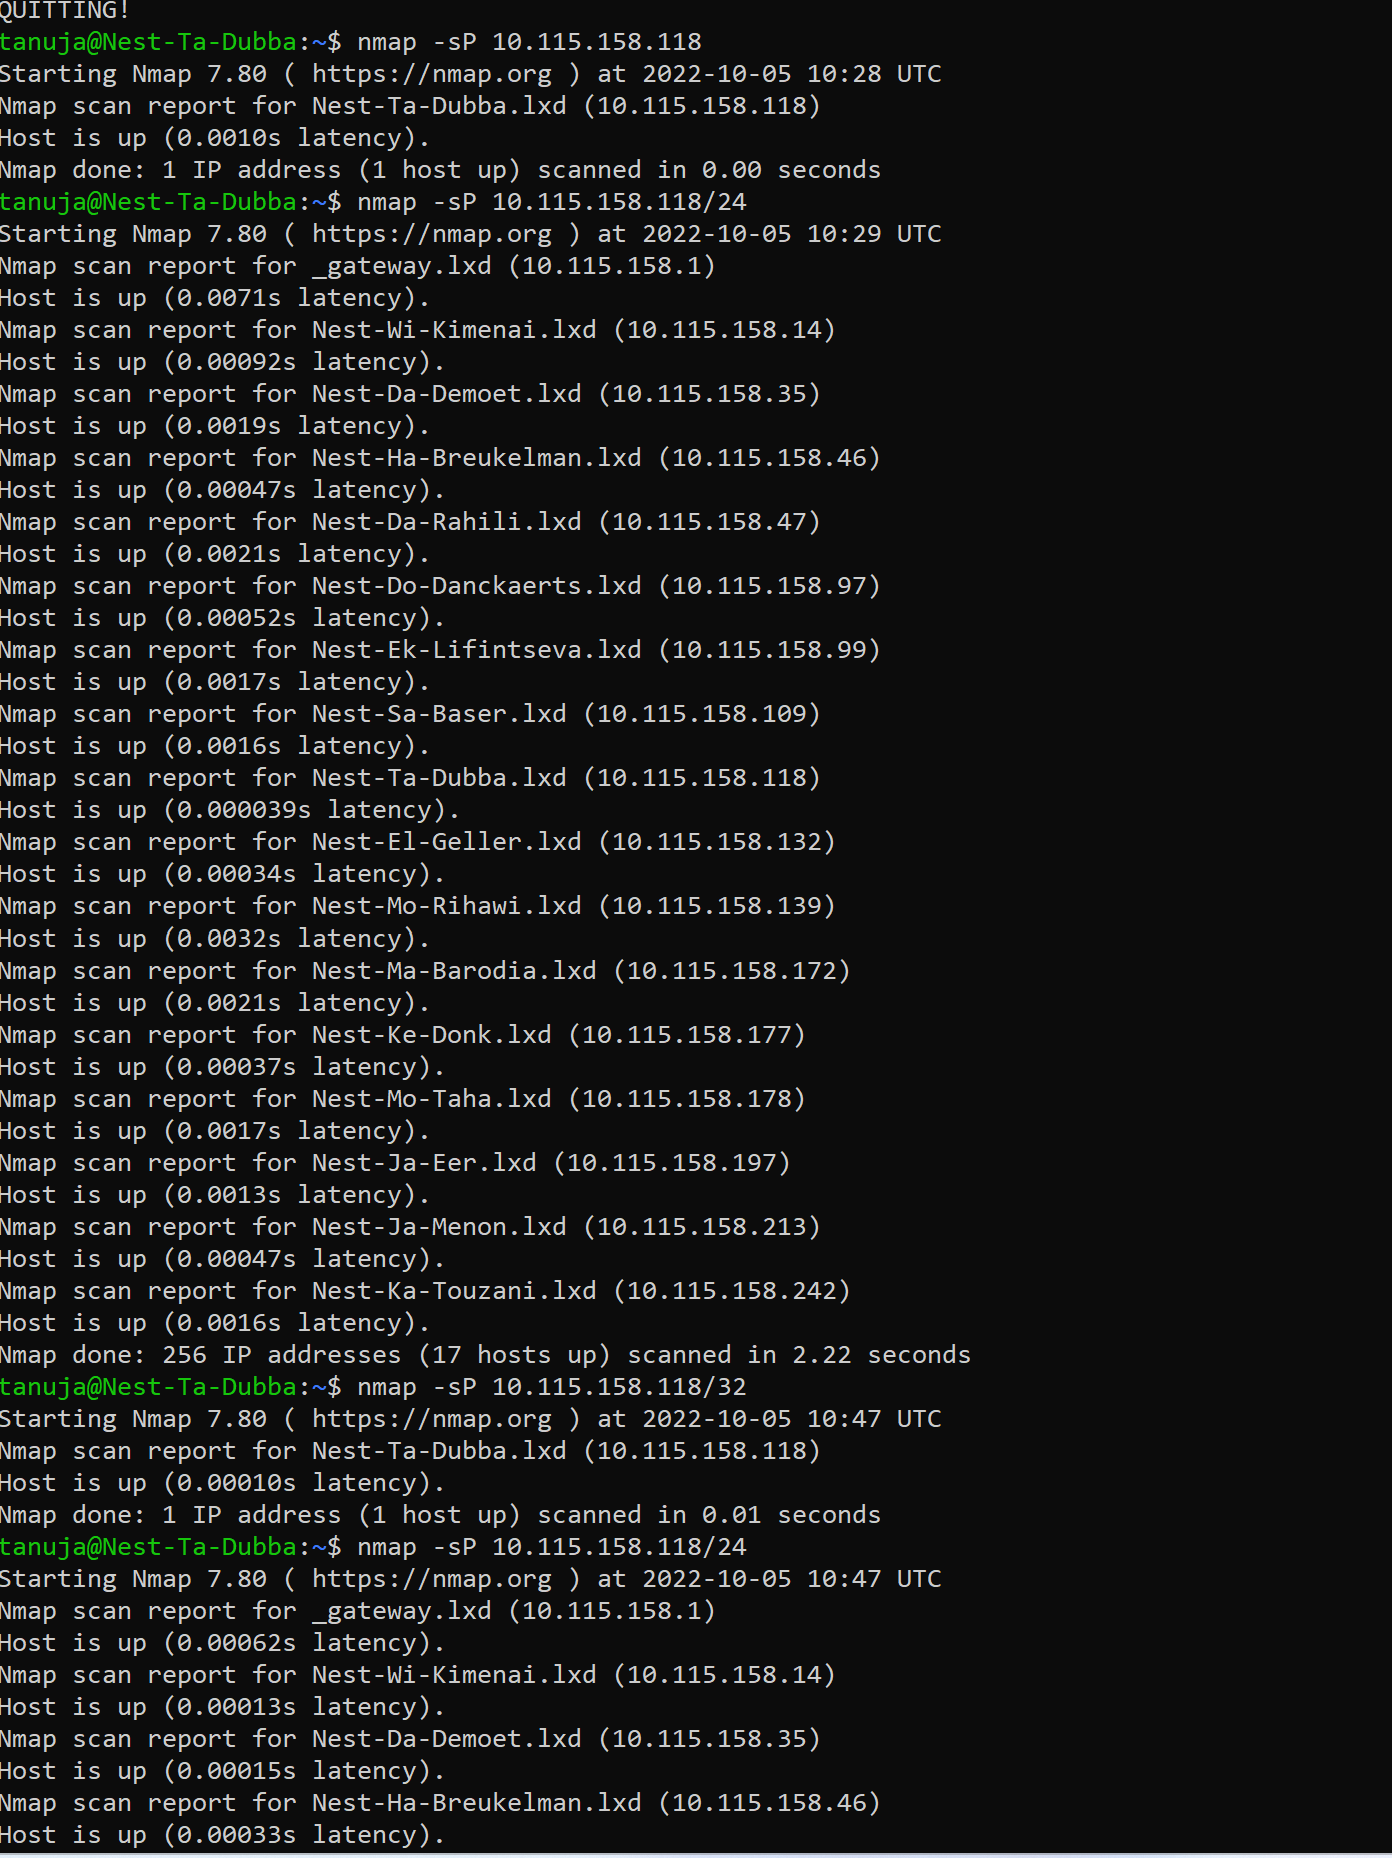 QUITTING!
tanuja@Nest-Ta-Dubba:~$ nmap -sP 10.115.158.118
Starting Nmap 7.80 ( https://nmap.org ) at 2022-10-05 10:28 UTC
Nmap scan report for Nest-Ta-Dubba.lxd (10.115.158.118)
Host is up (0.0010s latency).
Nmap done: 1 IP address (1 host up) scanned in 0.00 seconds
tanuja@Nest-Ta-Dubba:~$ nmap -sP 10.115.158.118/24
Starting Nmap 7.80 ( https://nmap.org ) at 2022-10-05 10:29 UTC
Nmap scan report for _gateway.lxd (10.115.158.1)
Host is up (0.0071s latency).
Nmap scan report for Nest-Wi-Kimenai.lxd (10.115.158.14)
Host is up (0.00092s latency).
Nmap scan report for Nest-Da-Demoet.lxd (10.115.158.35)
Host is up (0.0019s latency).
Nmap scan report for Nest-Ha-Breukelman.lxd (10.115.158.46)
Host is up (0.00047s latency).
Nmap scan report for Nest-Da-Rahili.lxd (10.115.158.47)
Host is up (0.0021s latency).
Nmap scan report for Nest-Do-Danckaerts.lxd (10.115.158.97)
Host is up (0.00052s latency).
Nmap scan report for Nest-Ek-Lifintseva.lxd (10.115.158.99)
Host is up (0.0017s latency).
Nmap scan report for Nest-Sa-Baser.lxd (10.115.158.109)
Host is up (0.0016s latency).
Nmap scan report for Nest-Ta-Dubba.lxd (10.115.158.118)
Host is up (0.000039s latency).
Nmap scan report for Nest-El-Geller.lxd (10.115.158.132)
Host is up (0.00034s latency).
Nmap scan report for Nest-Mo-Rihawi.lxd (10.115.158.139)
Host is up (0.0032s latency).
Nmap scan report for Nest-Ma-Barodia.lxd (10.115.158.172)
Host is up (0.0021s latency).
Nmap scan report for Nest-Ke-Donk.lxd (10.115.158.177)
Host is up (0.00037s latency).
Nmap scan report for Nest-Mo-Taha.lxd (10.115.158.178)
Host is up (0.0017s latency).
Nmap scan report for Nest-Ja-Eer.lxd (10.115.158.197)
Host is up (0.0013s latency).
Nmap scan report for Nest-Ja-Menon.lxd (10.115.158.213)
Host is up (0.00047s latency).
Nmap scan report for Nest-Ka-Touzani.lxd (10.115.158.242)
Host is up (0.0016s latency).
Nmap done: 256 IP addresses (17 hosts up) scanned in 2.22 seconds
tanuja@Nest-Ta-Dubba:~$ nmap -sP 10.115.158.118/32
Starting Nmap 7.80 ( https://nmap.org ) at 2022-10-05 10:47 UTC
Nmap scan report for Nest-Ta-Dubba.lxd (10.115.158.118)
Host is up (0.00010s latency).
Nmap done: 1 IP address (1 host up) scanned in 0.01 seconds
tanuja@Nest-Ta-Dubba:~$ nmap -sP 10.115.158.118/24
Starting Nmap 7.80 ( https://nmap.org ) at 2022-10-05 10:47 UTC
Nmap scan report for _gateway.lxd (10.115.158.1)
Host is up (0.00062s latency).
Nmap scan report for Nest-Wi-Kimenai.lxd (10.115.158.14)
Host is up (0.00013s latency).
Nmap scan report for Nest-Da-Demoet.lxd (10.115.158.35)
Host is up (0.00015s latency).
Nmap scan report for Nest-Ha-Breukelman.lxd (10.115.158.46)
Host is up (0.00033s latency).